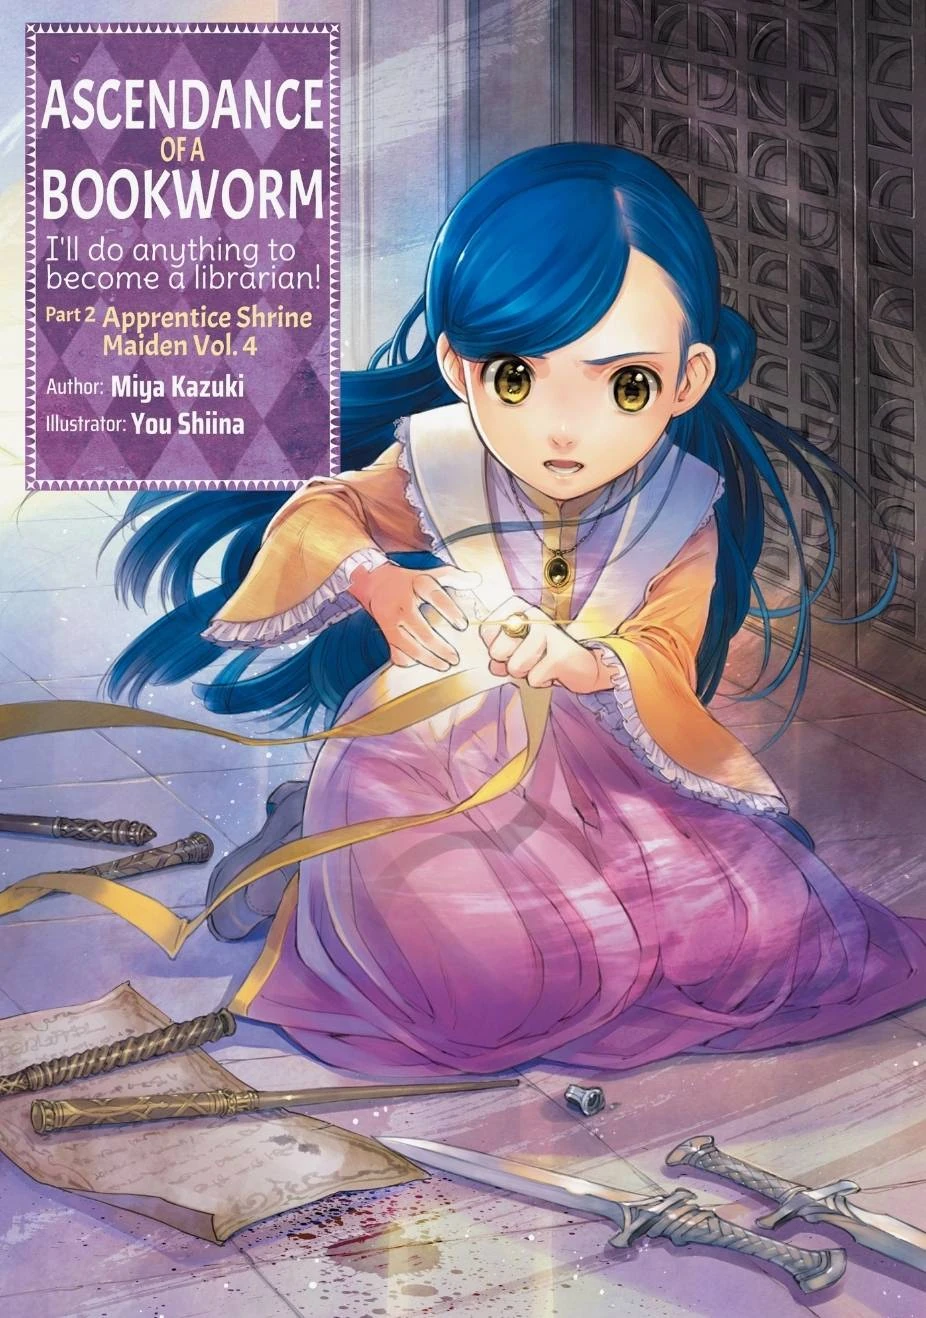 ASCENDANCE
OF A
BOOKWORM
I'll do anything to
become a librarian!
Part 2 Apprentice Shrine
Maiden Vol. 4
Author: Miya Kazuki
Illustrator: You Shiina